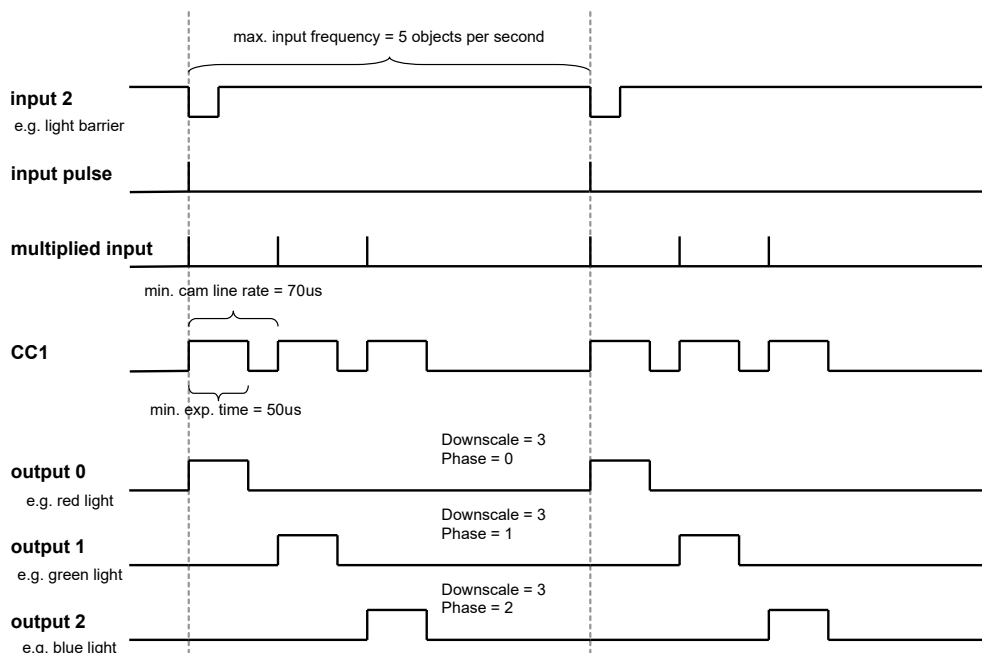 max. input frequency = 5 objects per second
input 2
e.g. light barrier
input pulse
multiplied input
min. cam line rate = 70us
CC1
min. exp. time = 50us
Downscale = 3
Phase = 0
output 0
e.g. red light
Downscale = 3
Phase = 1
output 1
e.g. green light
Downscale = 3
Phase = 2
output 2
e.g. blue light